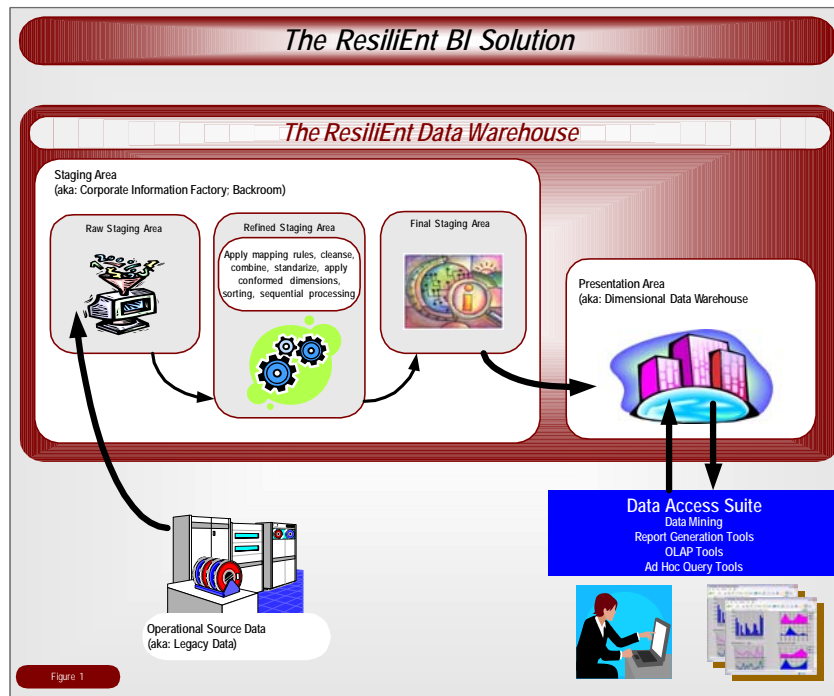 The ResiliEnt BI Solution
The ResiliEnt Data Warehouse
Staging Area
(aka: Corporate Information Factory; Backroom)
Raw Staging Area
Refined Staging Area
Apply mapping rules, cleanse,
combine, standarize, apply
conformed dimensions,
sorting, sequential processing
Final Staging Area
Presentation Area
(aka: Dimensional Data Warehouse
Data Access Suite
Data Mining
Report Generation Tools
OLAP Tools
Ad Hoc Query Tools
Operational Source Data
(aka: Legacy Data)
Figure 1